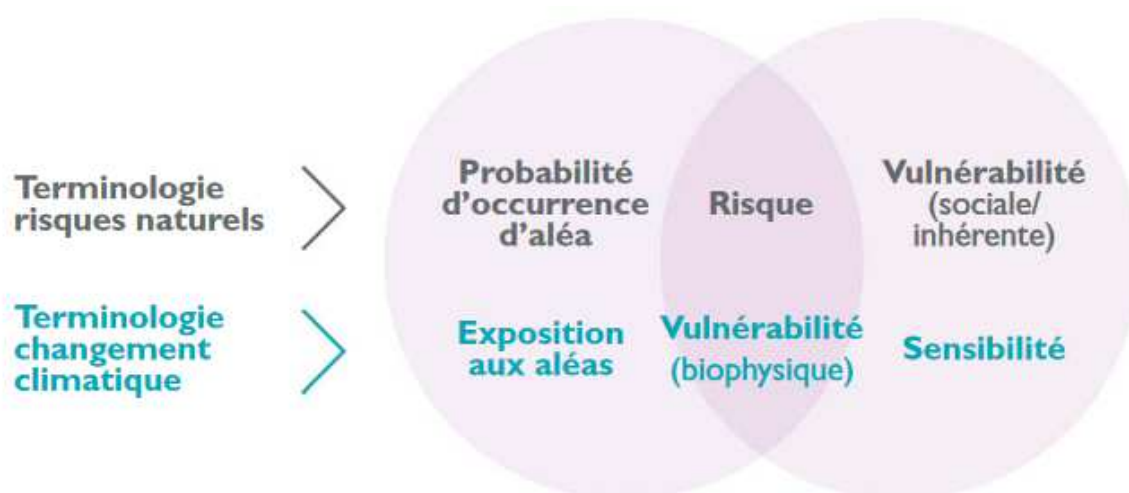 Terminologie
risques naturels
Probabilité
d'occurrence
d'aléa
Risque
Vulnérabilité
(sociale/
inhérente)
Terminologie
changement
climatique
Exposition
aux aléas
Vulnérabilité
(biophysique)
Sensibilité